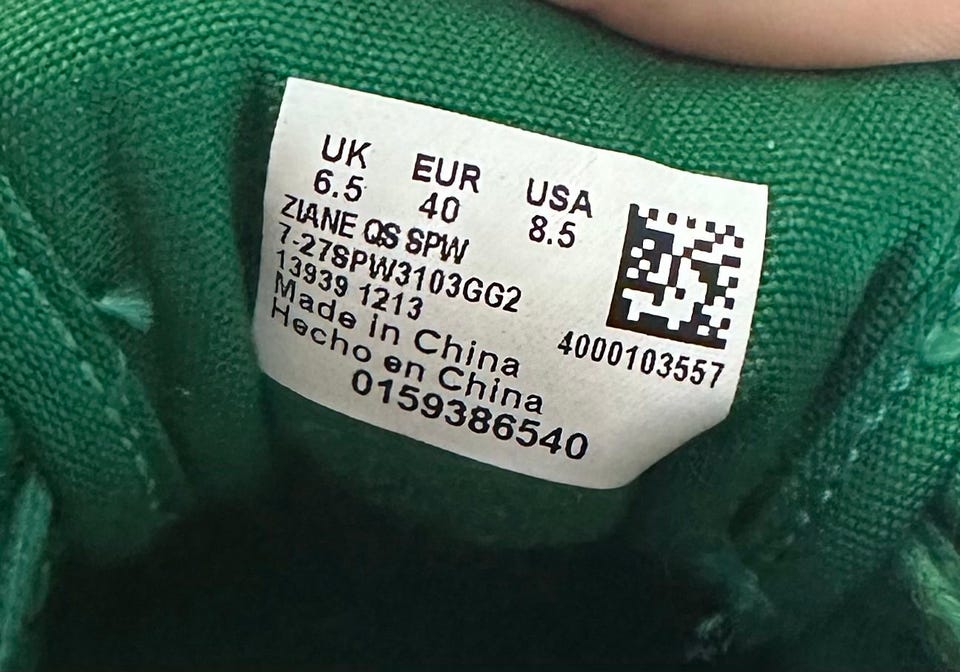 UK EUR USA
6.5 40 8.5
ZIANE QS SPW
7-27SPW3103GG2
13939 1213
Made in China
Hecho en China
4000103557
0159386540